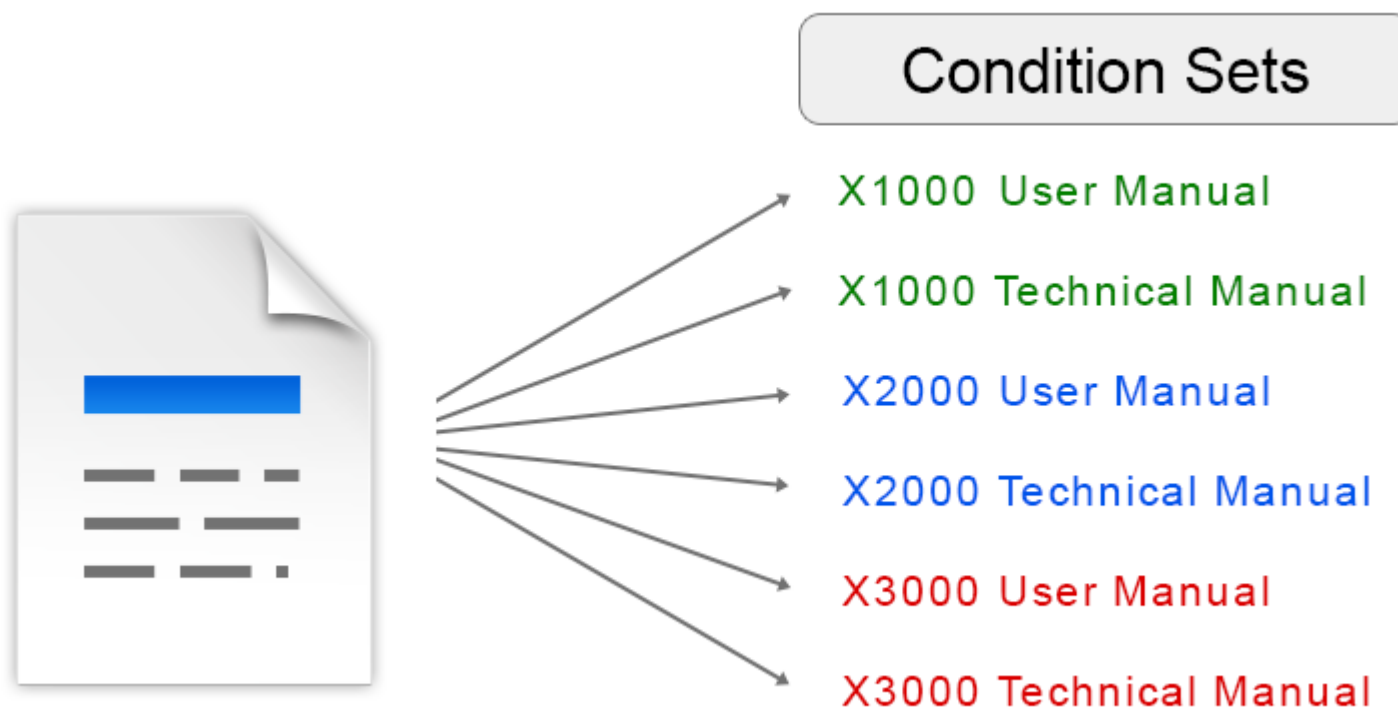 Condition Sets
X1000 User Manual
X1000 Technical Manual
X2000 User Manual
X2000 Technical Manual
X3000 User Manual
X3000 Technical Manual